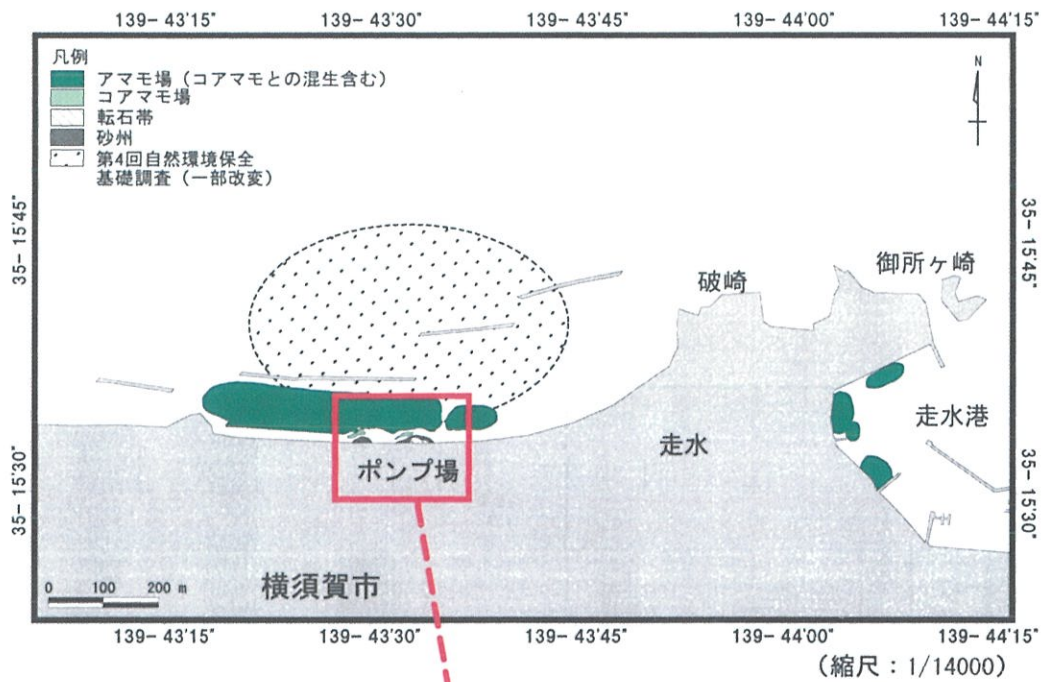 139- 43'15" 139- 43'30" 139- 43'45" 139- 44'00" 139- 44'15"
凡例
アマモ場（コアマモとの混生含む）
コアマモ場
転石帯
砂州
第4回自然環境保全
基礎調査（一部改変）
N
35- 15'45"
35- 15'45"
御所ヶ崎
破崎
走水港
走水
ポンプ場
35- 15'30"
35- 15'30"
横須賀市
0 100 200 m
139- 43'15" 139- 43'30" 139- 43'45" 139- 44'00" 139- 44'15"
（縮尺：1/14000）